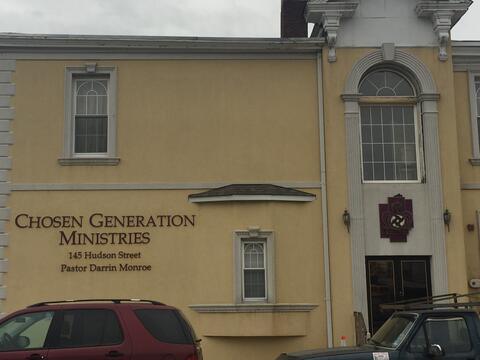 CHOSEN GENERATION
MINISTRIES
145 Hudson Street
Pastor Darrin Monroe